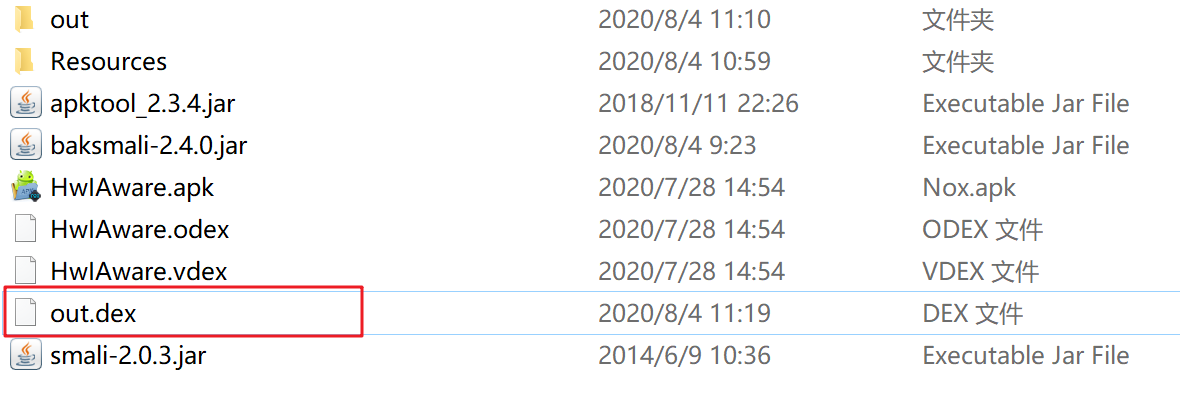 out 2020/8/4 11:10 文件夹
Resources 2020/8/4 10:59 文件夹
apktool_2.3.4.jar 2018/11/11 22:26 Executable Jar File
baksmali-2.4.0.jar 2020/8/4 9:23 Executable Jar File
HwIAware.apk 2020/7/28 14:54 Nox.apk
HwIAware.odex 2020/7/28 14:54 ODEX 文件
HwIAware.vdex 2020/7/28 14:54 VDEX 文件
out.dex 2020/8/4 11:19 DEX 文件
smali-2.0.3.jar 2014/6/9 10:36 Executable Jar File